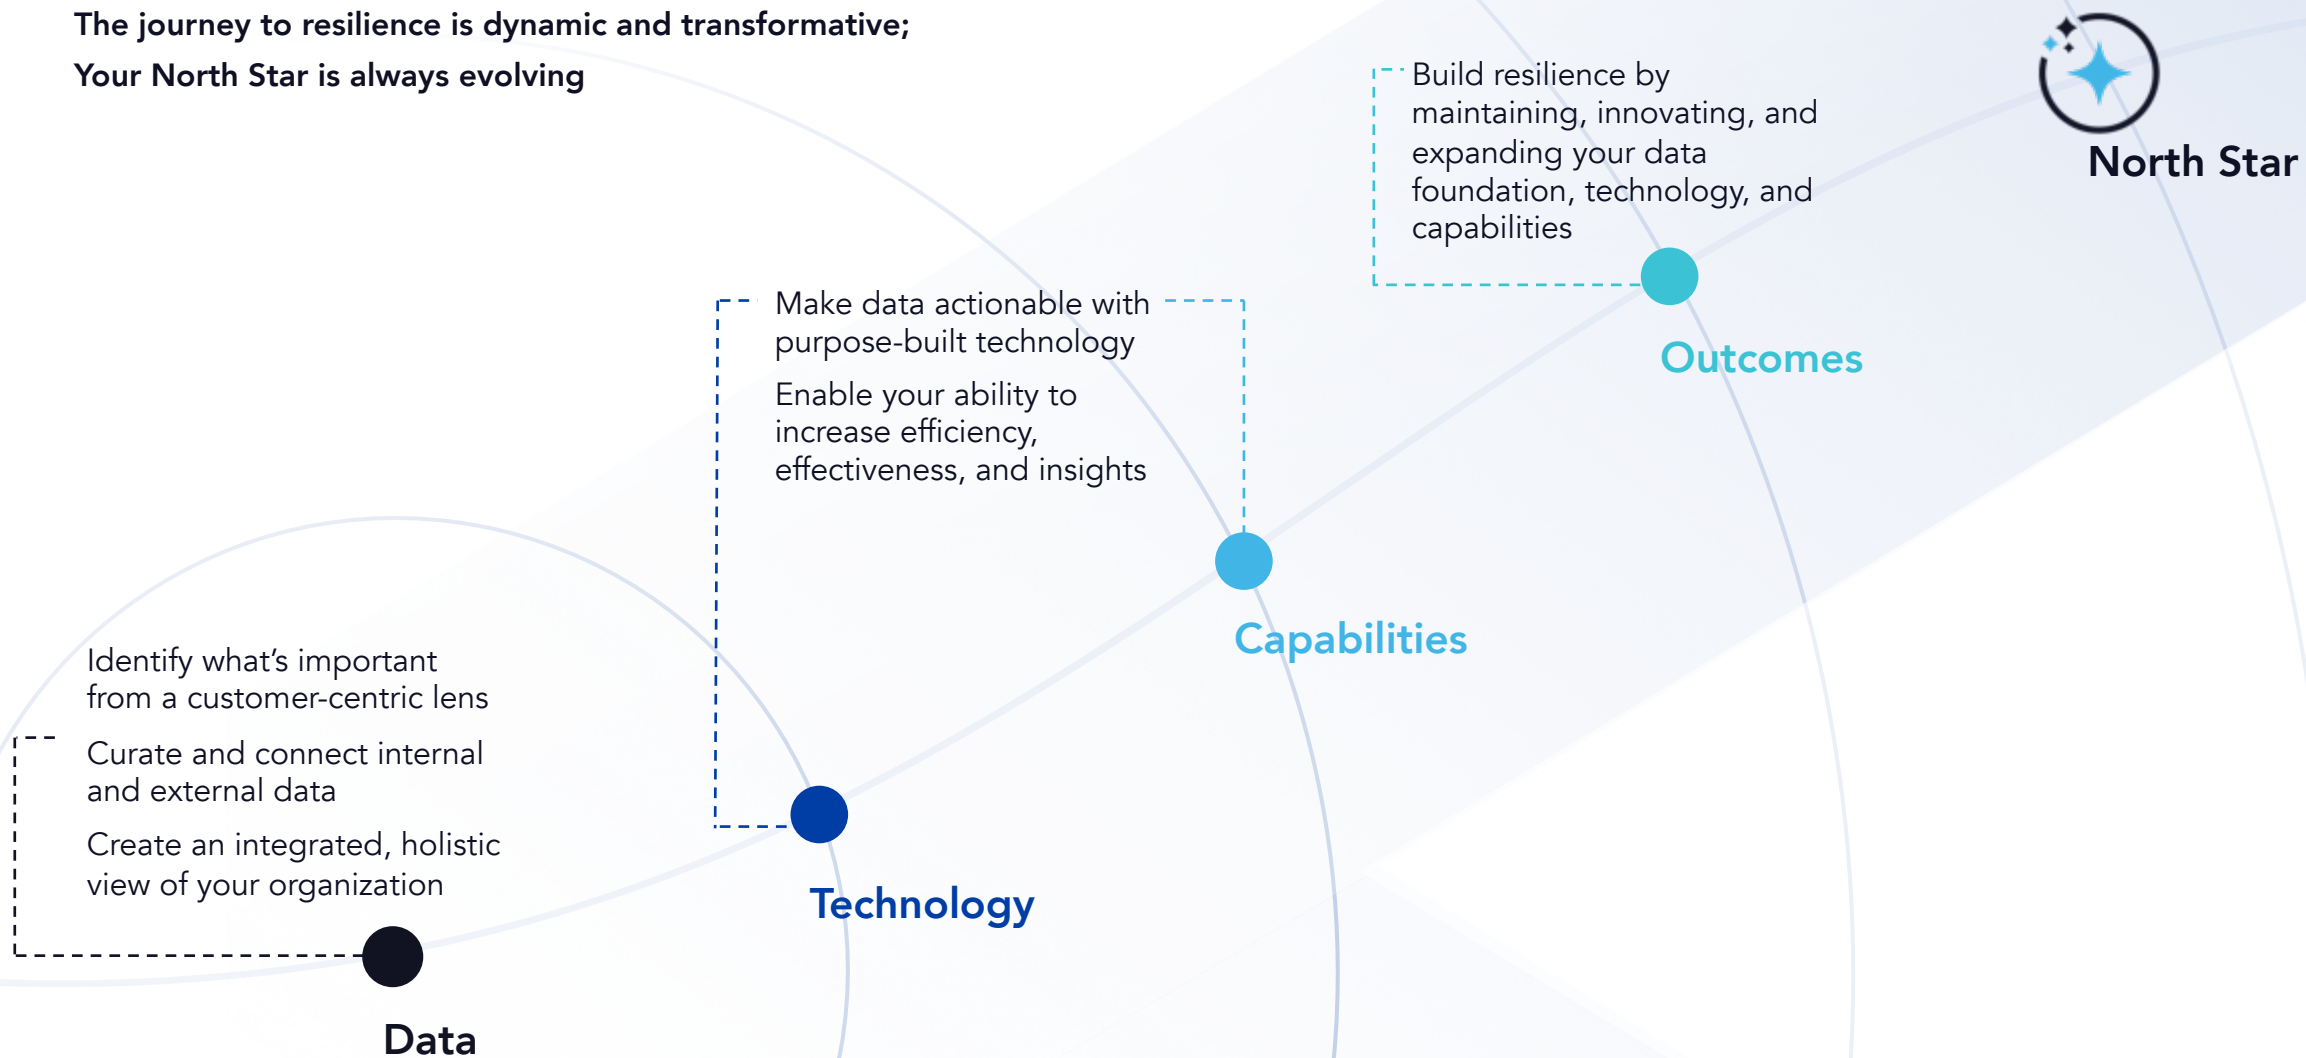 The journey to resilience is dynamic and transformative;
Your North Star is always evolving
Build resilience by
maintaining, innovating, and
expanding your data
foundation, technology, and
capabilities
North Star
Outcomes
Make data actionable with
purpose-built technology
Enable your ability to
increase efficiency,
effectiveness, and insights
Capabilities
Identify what’s important
from a customer-centric lens
Curate and connect internal
and external data
Create an integrated, holistic
view of your organization
Technology
Data